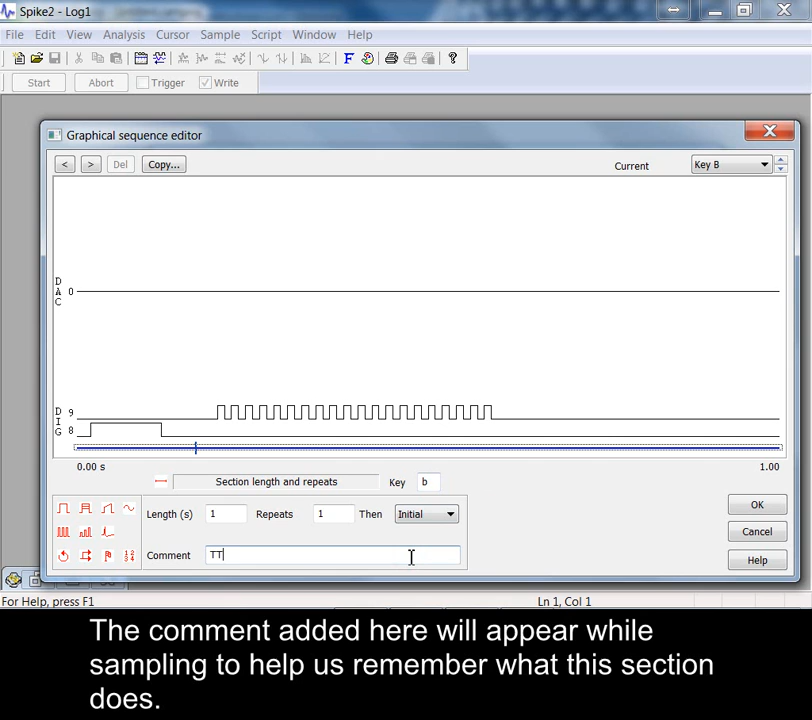 Spike2 - Log1
File Edit View Analysis Cursor Sample Script Window Help
Start Abort Trigger Write
Graphical sequence editor
< > Del Copy... Current Key B
DAC 0
DIG 9
8
0.00 s 1.00
Section length and repeats Key b
Length (s) 1 Repeats 1 Then Initial
Comment TT
OK
Cancel
Help
For Help, press F1 Ln 1, Col 1
The comment added here will appear while
sampling to help us remember what this section
does.